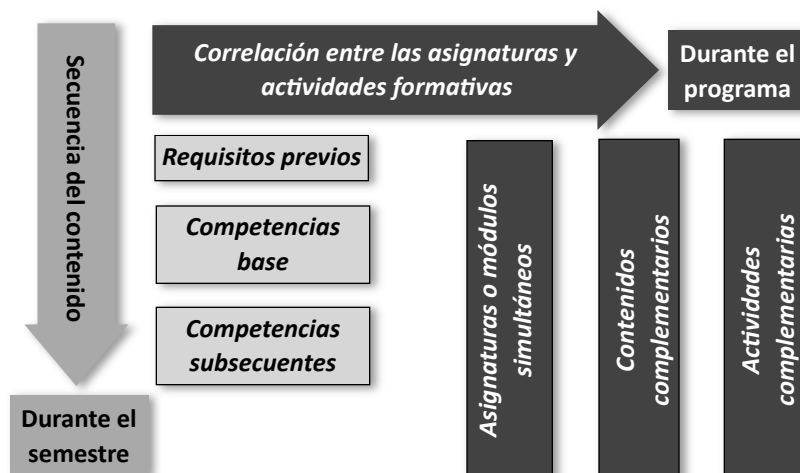 Correlación entre las asignaturas y
actividades formativas
Durante el
programa
Secuencia del contenido
Requisitos previos
Competencias
base
Competencias
subsecuentes
Durante el
semestre
Asignaturas o módulos
simultáneos
Contenidos
complementarios
Actividades
complementarias